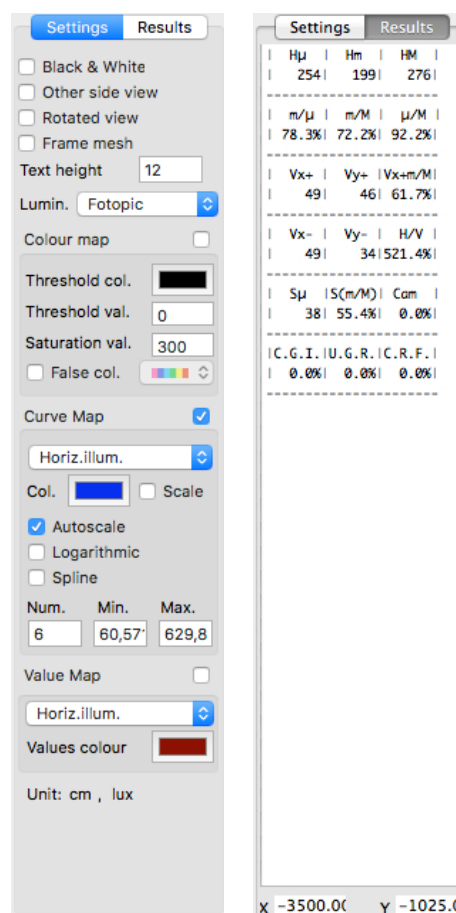 Settings Results
Black & White
Other side view
Rotated view
Frame mesh
Text height 12
Lumin. Fotopic
Colour map
Threshold col.
Threshold val. 0
Saturation val. 300
False col.
Curve Map
Horiz.illum.
Col. Scale
Autoscale
Logarithmic
Spline
Num. Min. Max.
6 60,57 629,8
Value Map
Horiz.illum.
Values colour
Unit: cm , lux
Settings Results
| Hµ | Hm | HM |
| 254| 199| 276|
--------------------
| m/µ | m/M | µ/M |
| 78.3%| 72.2%| 92.2%|
--------------------
| Vx+ | Vy+ |Vx+m/M|
| 49| 46| 61.7%|
--------------------
| Vx- | Vy- | H/V |
| 49| 34|521.4%|
--------------------
| Sµ |S(m/M)| Cam |
| 38| 55.4%| 0.0%|
--------------------
|C.G.I.|U.G.R.|C.R.F.|
| 0.0%| 0.0%| 0.0%|
--------------------
X -3500.00 Y -1025.0